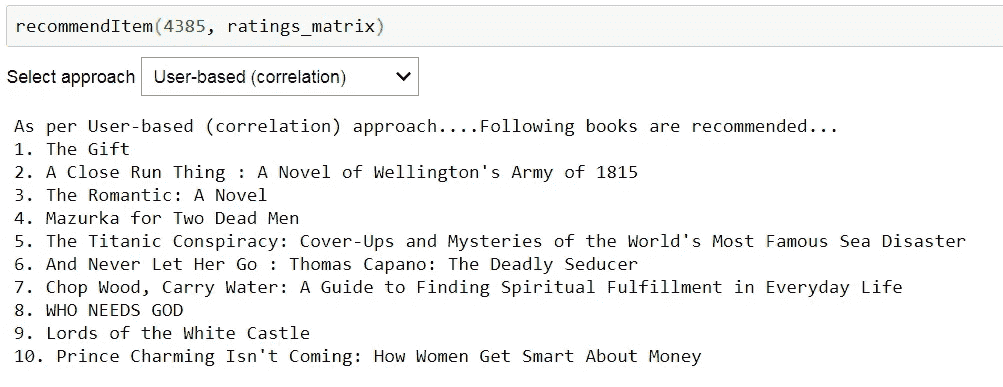 recommendItem(4385, ratings_matrix)
Select approach User-based (correlation)
As per User-based (correlation) approach....Following books are recommended...
1. The Gift
2. A Close Run Thing : A Novel of Wellington's Army of 1815
3. The Romantic: A Novel
4. Mazurka for Two Dead Men
5. The Titanic Conspiracy: Cover-Ups and Mysteries of the World's Most Famous Sea Disaster
6. And Never Let Her Go : Thomas Capano: The Deadly Seducer
7. Chop Wood, Carry Water: A Guide to Finding Spiritual Fulfillment in Everyday Life
8. WHO NEEDS GOD
9. Lords of the White Castle
10. Prince Charming Isn't Coming: How Women Get Smart About Money